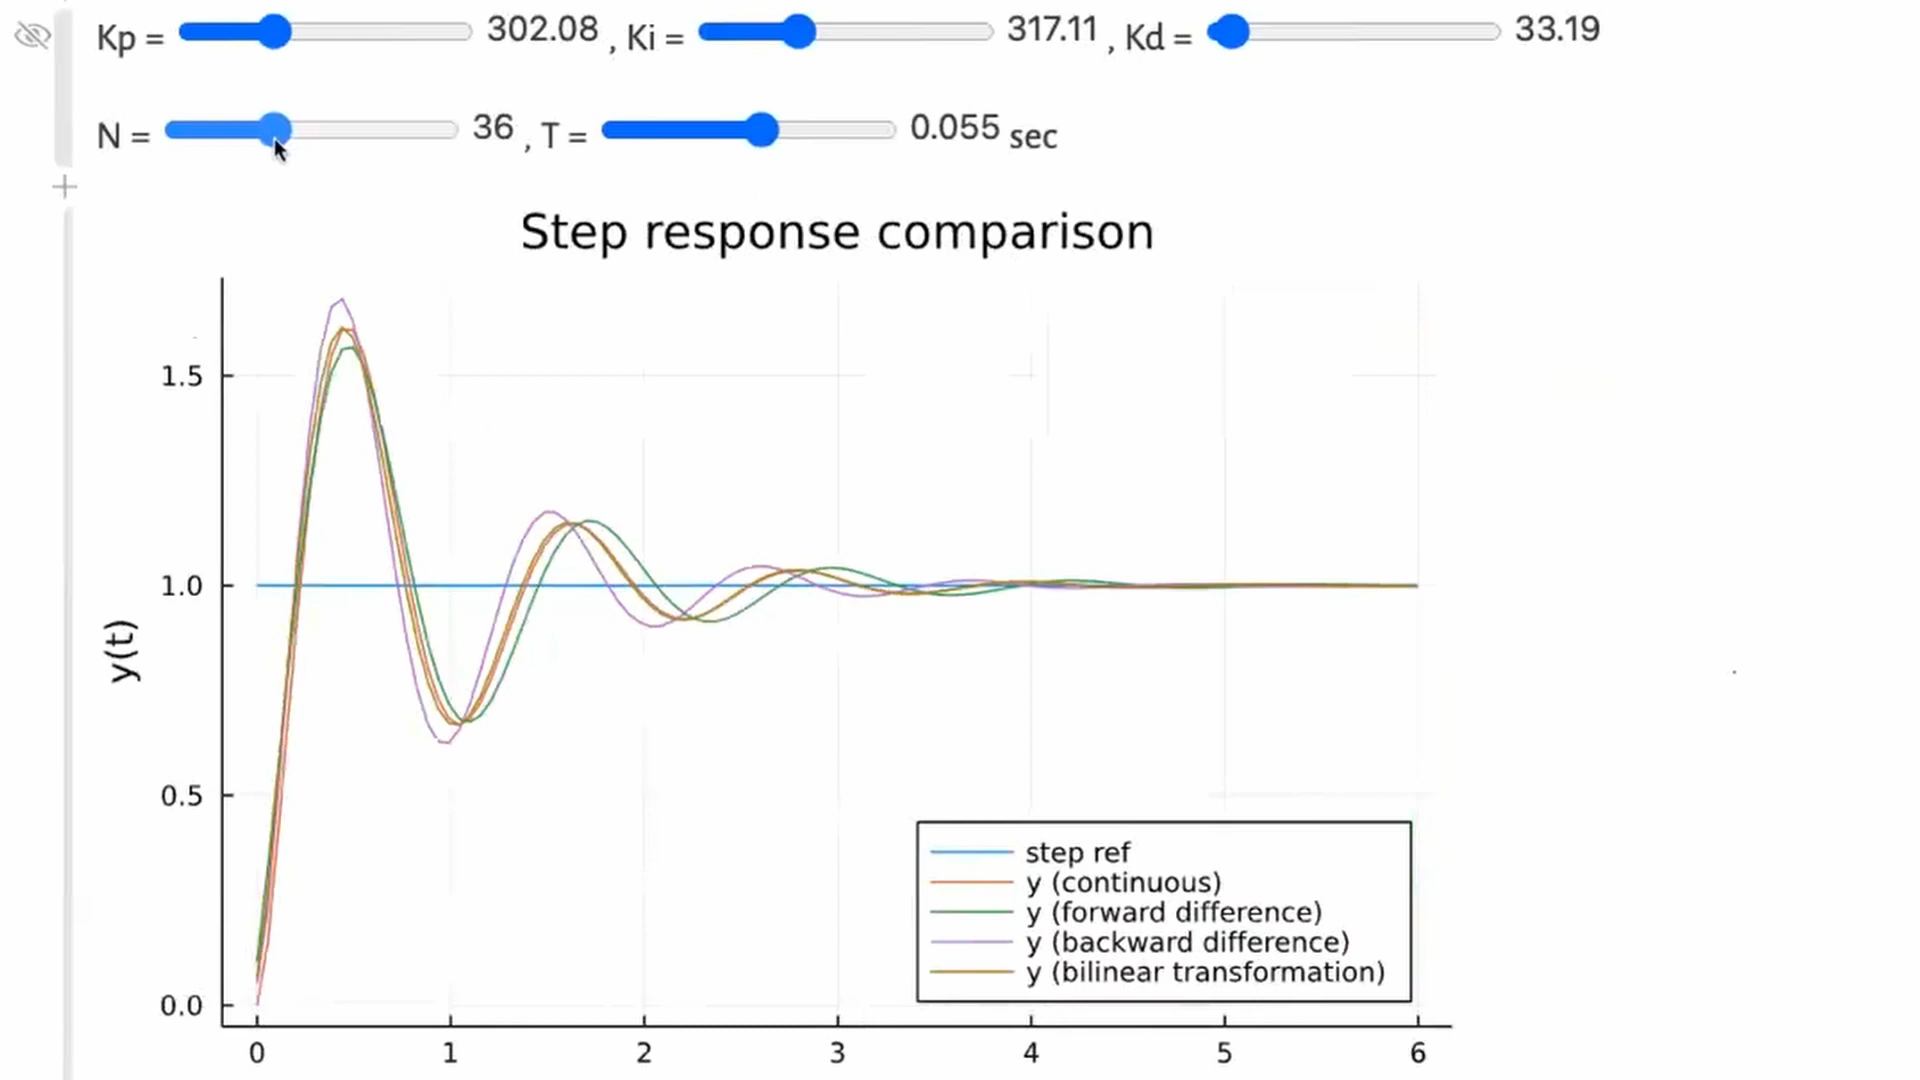 Kp = 302.08 , Ki = 317.11 , Kd = 33.19
N = 36 , T = 0.055 sec
Step response comparison
1.5
1.0
0.5
0.0
y(t)
step ref
y (continuous)
y (forward difference)
y (backward difference)
y (bilinear transformation)
0 1 2 3 4 5 6